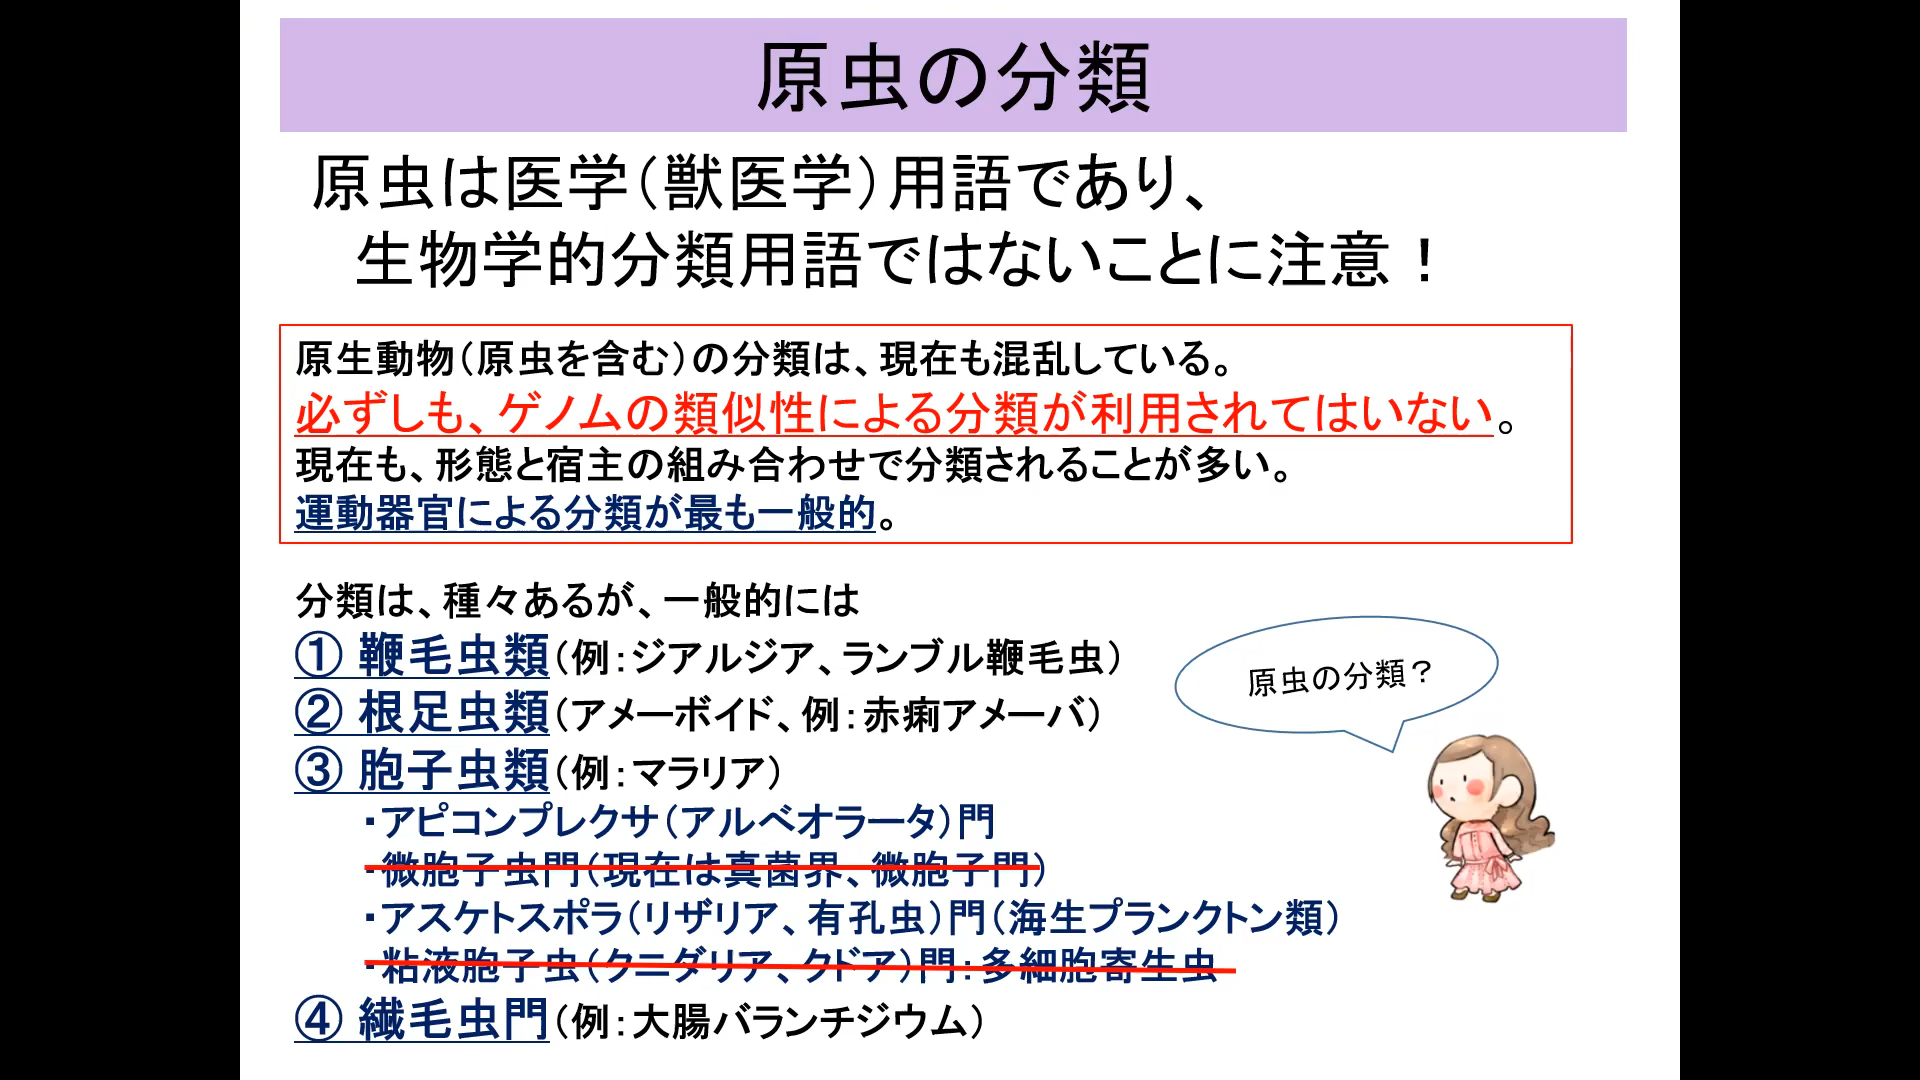 原虫の分類
原虫は医学（獣医学）用語であり、
生物学的分類用語ではないことに注意！
原生動物（原虫を含む）の分類は、現在も混乱している。
必ずしも、ゲノムの類似性による分類が利用されてはいない。
現在も、形態と宿主の組み合わせで分類されることが多い。
運動器官による分類が最も一般的。
分類は、種々あるが、一般的には
① 鞭毛虫類（例：ジアルジア、ランブル鞭毛虫）
② 根足虫類（アメーボイド、例：赤痢アメーバ）
③ 胞子虫類（例：マラリア）
・アピコンプレクサ（アルベオラータ）門
・微胞子虫門（現在は真菌界、微胞子門）
・アスケトスポラ（リザリア、有孔虫）門（海生プランクトン類）
・粘液胞子虫（クニダリア、クドア）門：多細胞寄生虫
④ 繊毛虫門（例：大腸バランチジウム）
原虫の分類？